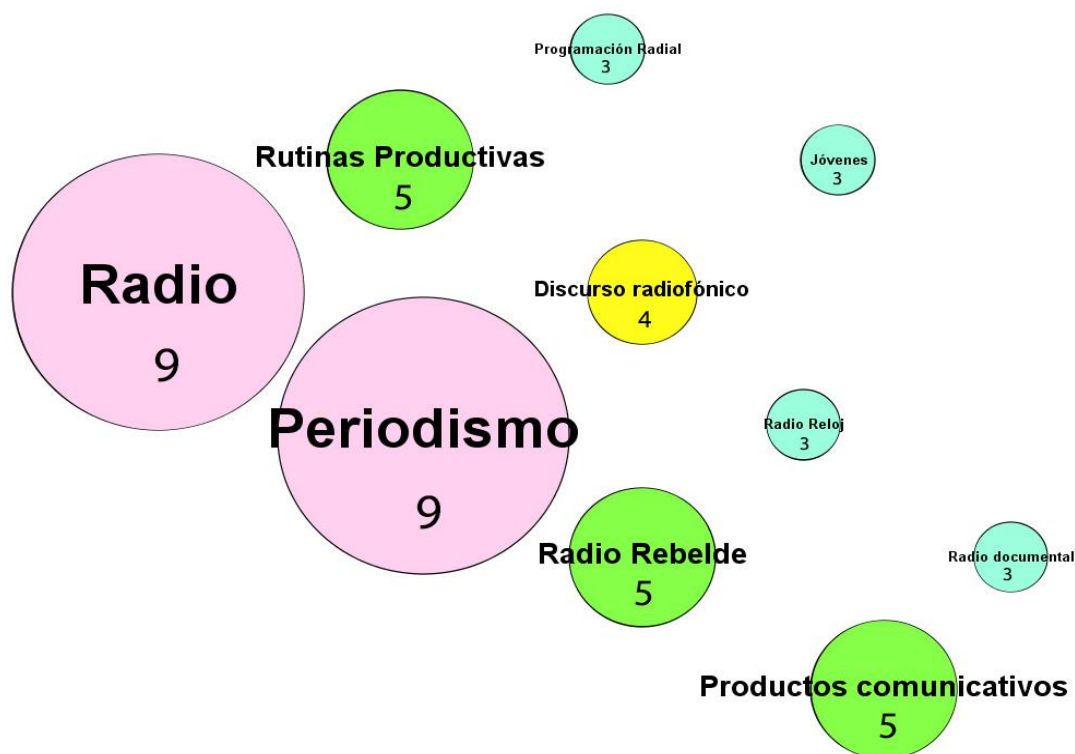 Programación Radial
3
Rutinas Productivas
5
Jóvenes
3
Radio
9
Discurso radiofónico
4
Periodismo
9
Radio Reloj
3
Radio Rebelde
5
Radio documental
3
Productos comunicativos
5